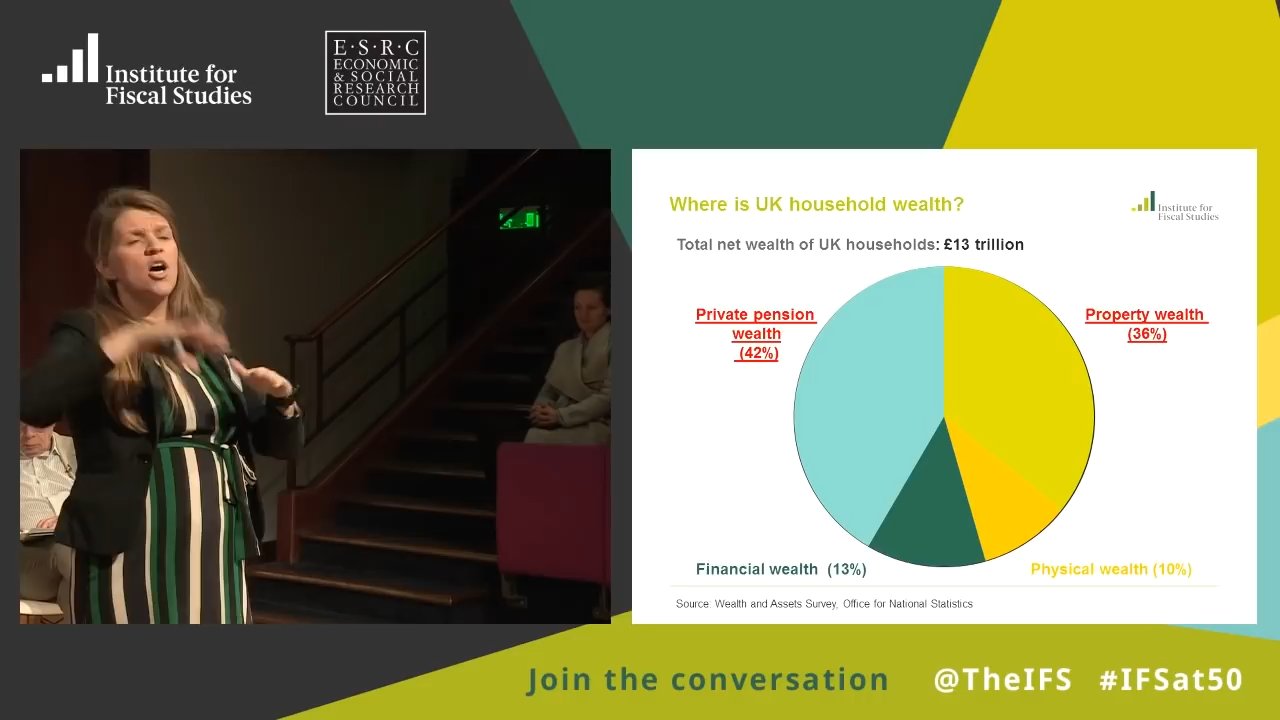 Institute for
Fiscal Studies
E·S·R·C
ECONOMIC
& SOCIAL
RESEARCH
COUNCIL
Where is UK household wealth?
Institute for
Fiscal Studies
Total net wealth of UK households: £13 trillion
Private pension
wealth
(42%)
Property wealth
(36%)
Financial wealth (13%)
Physical wealth (10%)
Source: Wealth and Assets Survey, Office for National Statistics
Join the conversation @TheIFS #IFSat50